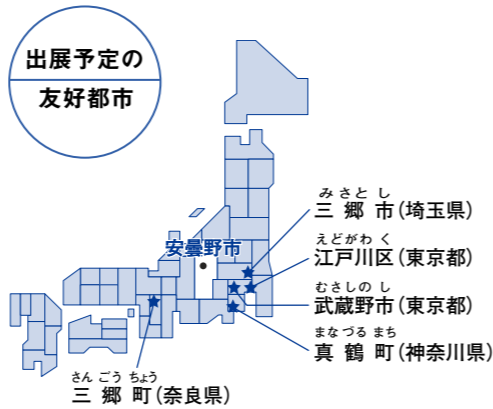 出展予定の
友好都市
安曇野市
みさと し
三郷市(埼玉県)
えどがわ く
江戸川区(東京都)
むさしの し
武蔵野市(東京都)
まなづる まち
真鶴町(神奈川県)
さん ごう ちょう
三郷町(奈良県)